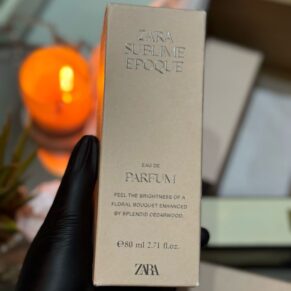 ZARA
SUBLIME
EPOQUE
EAU DE
PARFUM
FEEL THE BRIGHTNESS OF A
FLORAL BOUQUET ENHANCED
BY SPLENDID CEDARWOOD.
℮80 ml 2.71 fl.oz.
ZARA